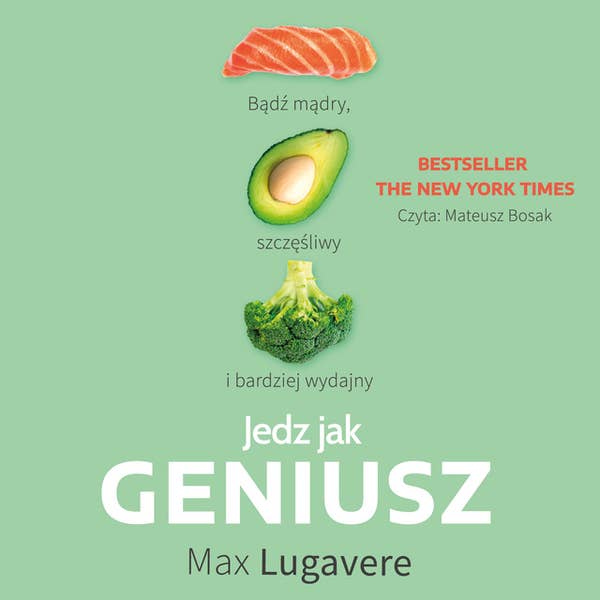 Bądź mądry,
szczęśliwy
i bardziej wydajny
BESTSELLER
THE NEW YORK TIMES
Czyta: Mateusz Bosak
Jedz jak
GENIUSZ
Max Lugavere